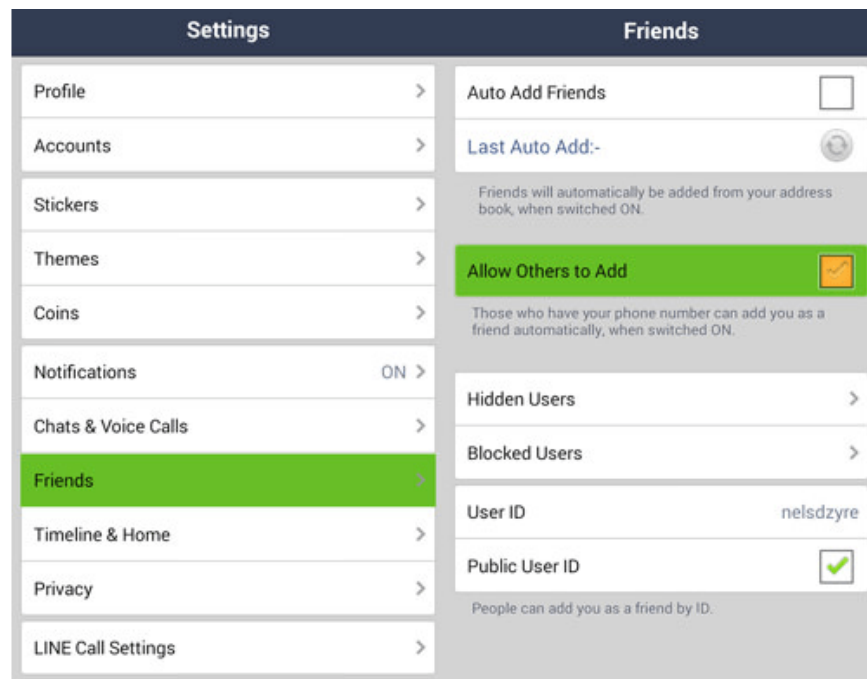 Settings
Profile
Accounts
Stickers
Themes
Coins
Notifications ON
Chats & Voice Calls
Friends
Timeline & Home
Privacy
LINE Call Settings
Friends
Auto Add Friends
Last Auto Add:-
Friends will automatically be added from your address
book, when switched ON.
Allow Others to Add
Those who have your phone number can add you as a
friend automatically, when switched ON.
Hidden Users
Blocked Users
User ID nelsdzyre
Public User ID
People can add you as a friend by ID.